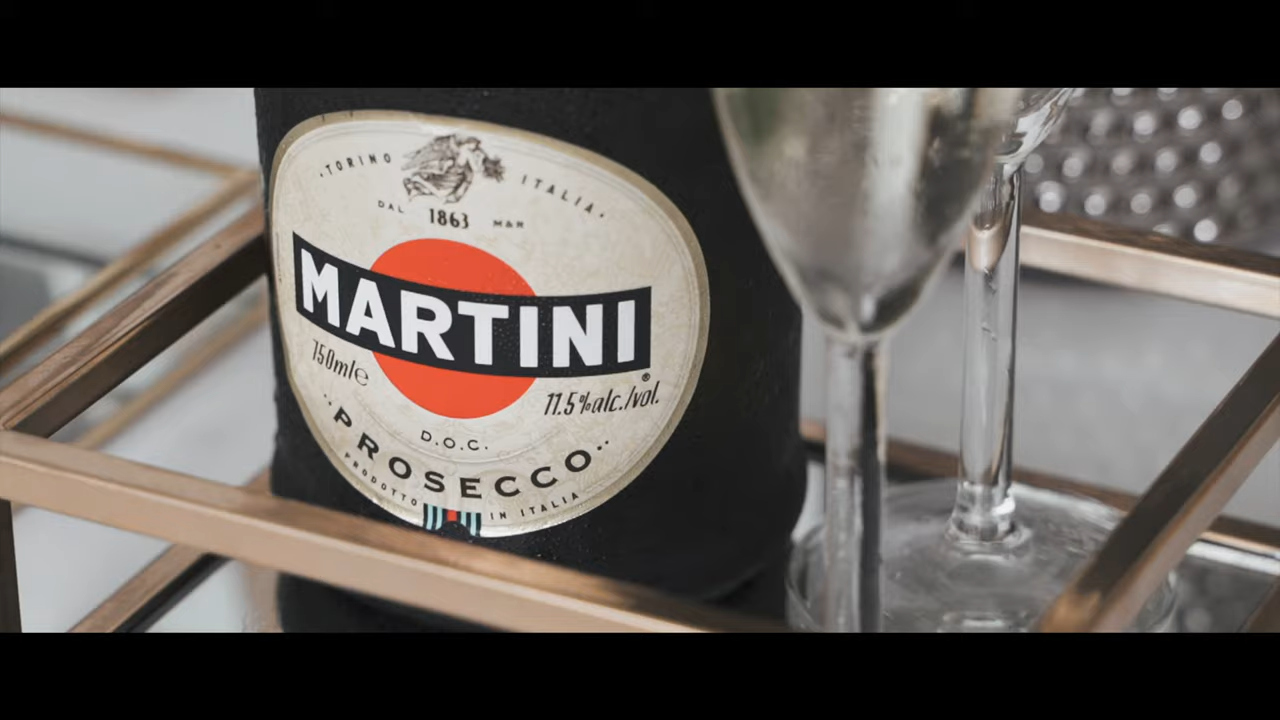 ·TORINO ITALIA·
DAL 1863 M&R
MARTINI®
750ml℮
11.5%alc./vol.
D.O.C.
··PROSECCO··
PRODOTTO IN ITALIA